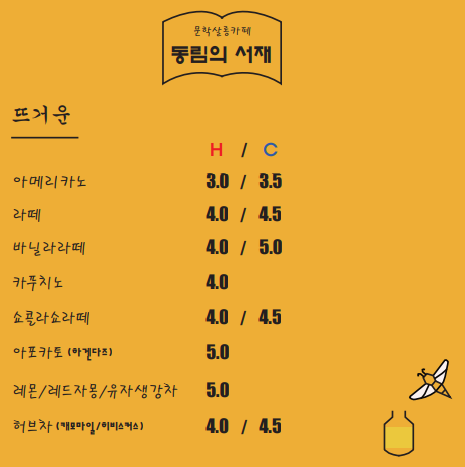 문학살롱카페
동림의 서재
뜨거운
H / C
아메리카노 3.0 / 3.5
라떼 4.0 / 4.5
바닐라라떼 4.0 / 5.0
카푸치노 4.0
쇼콜라쇼라떼 4.0 / 4.5
아포카토 (하겐다즈) 5.0
레몬/레드자몽/유자생강차 5.0
허브차 (캐모마일/히비스커스) 4.0 / 4.5